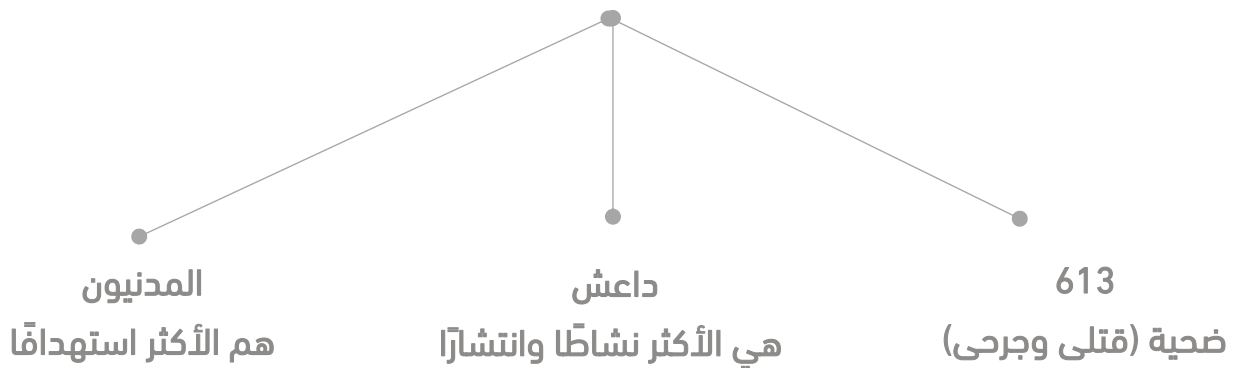 613
ضحية (قتلى وجرحى)
داعش
هي الأكثر نشاطًا وانتشارًا
المدنيون
هم الأكثر استهدافًا